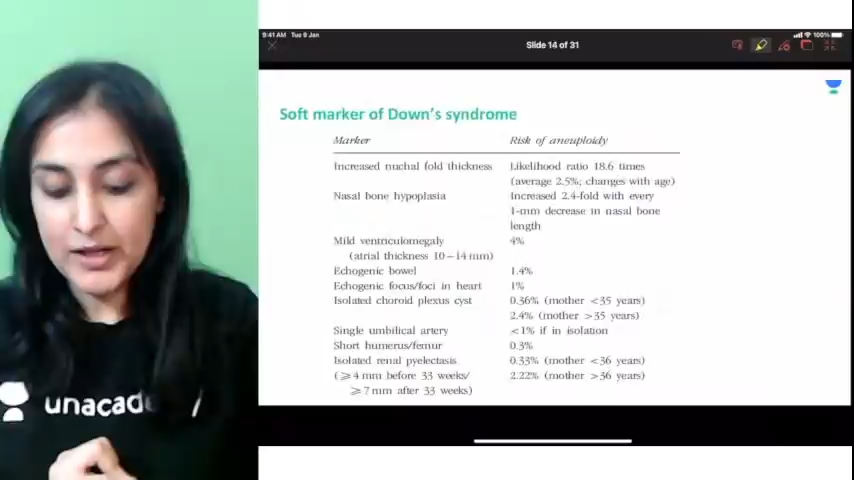 9:41 AM Tue 9 Jan
100%
Slide 14 of 31
Soft marker of Down's syndrome
Marker Risk of aneuploidy
Increased nuchal fold thickness Likelihood ratio 18.6 times
(average 2.5%; changes with age)
Nasal bone hypoplasia Increased 2.4-fold with every
1-mm decrease in nasal bone
length
Mild ventriculomegaly 4%
(atrial thickness 10–14 mm)
Echogenic bowel 1.4%
Echogenic focus/foci in heart 1%
Isolated choroid plexus cyst 0.36% (mother <35 years)
2.4% (mother >35 years)
Single umbilical artery <1% if in isolation
Short humerus/femur 0.3%
Isolated renal pyelectasis 0.33% (mother <36 years)
(⩾4 mm before 33 weeks/ 2.22% (mother >36 years)
⩾7 mm after 33 weeks)
unacad